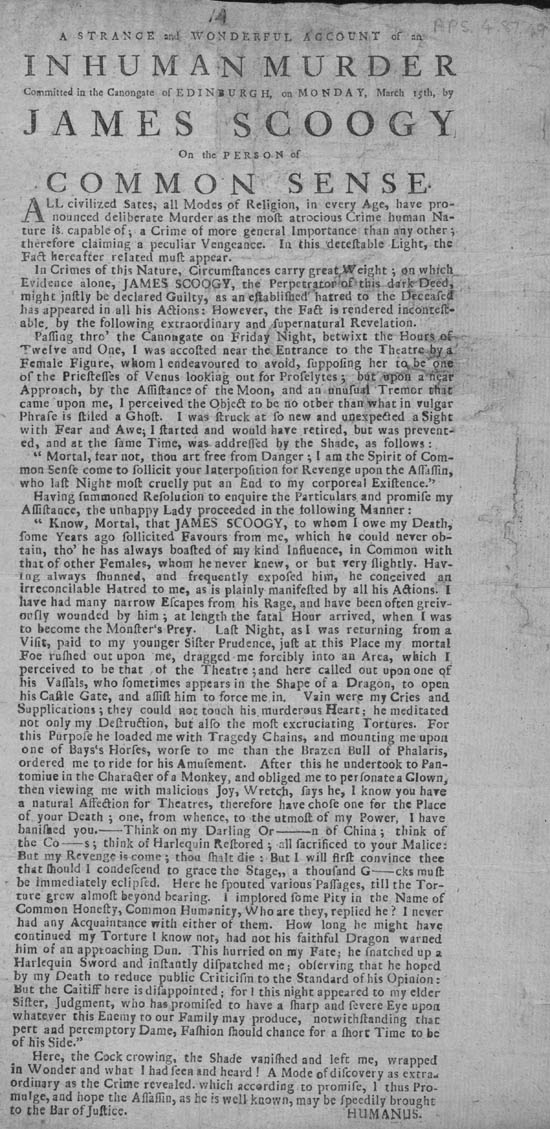 14
APS. 4. 87.
A STRANGE and WONDERFUL ACCOUNT of an
INHUMAN MURDER
Committed in the Canongate of EDINBURGH, on MONDAY, March 15th, by
JAMES SCOOGY
On the PERSON of
COMMON SENSE.
ALL civilized Sates, all Modes of Religion, in every Age, have pro-
nounced deliberate Murder as the moſt atrocious Crime human Na-
ture is capable of; a Crime of more general Importance than any other;
therefore claiming a peculiar Vengeance. In this deteſtable Light, the
Fact hereafter related muſt appear.
In Crimes of this Nature, Circumſtances carry great Weight; on which
Evidence alone, JAMES SCOOGY, the Perpetrator of this dark Deed,
might juſtly be declared Guilty, as an eſtabliſhed hatred to the Deceaſed
has appeared in all his Actions: However, the Fact is rendered inconteſt-
able, by the following extraordinary and ſupernatural Revelation.
Paſſing thro' the Canongate on Friday Night, betwixt the Hours of
Twelve and One, I was accoſted near the Entrance to the Theatre by a
Female Figure, whom I endeavoured to avoid, ſuppoſing her to be one
of the Prieſteſſes of Venus looking out for Proſelytes; but upon a near
Approach, by the Aſſiſtance of the Moon, and an unuſual Tremor that
came upon me, I perceived the Object to be no other than what in vulgar
Phraſe is ſtiled a Ghoſt. I was ſtruck at ſo new and unexpected a Sight
with Fear and Awe; I ſtarted and would have retired, but was prevent-
ed, and at the ſame Time, was addreſſed by the Shade, as follows:
" Mortal, fear not, thou art free from Danger; I am the Spirit of Com-
mon Senſe come to ſollicit your Interpoſition for Revenge upon the Aſſaſſin,
who laſt Night moſt cruelly put an End to my corporeal Exiſtence."
Having ſummoned Reſolution to enquire the Particulars and promiſe my
Aſſiſtance, the unhappy Lady proceeded in the following Manner:
" Know, Mortal, that JAMES SCOOGY, to whom I owe my Death,
ſome Years ago ſollicited Favours from me, which he could never ob-
tain, tho' he has always boaſted of my kind Influence, in Common with
that of other Females, whom he never knew, or but very ſlightly. Hav-
ing always ſhunned, and frequently expoſed him, he conceived an
irreconcilable Hatred to me, as is plainly manifeſted by all his Actions. I
have had many narrow Eſcapes from his Rage, and have been often greiv-
ouſly wounded by him; at length the fatal Hour arrived, when I was
to become the Monſter's Prey. Laſt Night, as I was returning from a
Viſit, paid to my younger Siſter Prudence, juſt at this Place my mortal
Foe ruſhed out upon me, dragged me forcibly into an Area, which I
perceived to be that of the Theatre; and here called out upon one of
his Vaſſals, who ſometimes appears in the Shape of a Dragon, to open
his Caſtle Gate, and aſſiſt him to force me in. Vain were my Cries and
Supplications; they could not touch his murderous Heart; he meditated
not only my Deſtruction, but alſo the moſt excruciating Tortures. For
this Purpoſe he loaded me with Tragedy Chains, and mounting me upon
one of Bays's Horſes, worſe to me than the Brazen Bull of Phalaris,
ordered me to ride for his Amuſement. After this he undertook to Pan-
tomiue in the Character of a Monkey, and obliged me to perſonate a Clown,
then viewing me with malicious Joy, Wretch, ſays he, I know you have
a natural Affection for Theatres, therefore have choſe one for the Place
of your Death; one, from whence, to the utmoſt of my Power, I have
baniſhed you.——Think on my Darling Or———n of China; think of
the Co——s; think of Harlequin Reſtored; all ſacrificed to your Malice:
But my Revenge is come; thou ſhalt die: But I will firſt convince thee
that ſhould I condeſcend to grace the Stage,, a thouſand G——cks muſt
be immediately eclipſed. Here he ſpouted various Paſſages, till the Tor-
ture grew almoſt beyond bearing. I implored ſome Pity in the Name of
Common Honeſty, Common Humanity, Who are they, replied he? I never
had any Acquaintance with either of them. How long he might have
continued my Torture I know not, had not his faithful Dragon warned
him of an approaching Dun. This hurried on my Fate; he ſnatched up a
Harlequin Sword and inſtantly diſpatched me; obſerving that he hoped
by my Death to reduce public Criticiſm to the Standard of his Opinion:
But the Caitiff here is diſappointed; for I this night appeared to my elder
Siſter, Judgment, who has promiſed to have a ſharp and ſevere Eye upon
whatever this Enemy to our Family may produce, notwithſtanding that
pert and peremptory Dame, Faſhion ſhould chance for a ſhort Time to be
of his Side."
Here, the Cock crowing, the Shade vaniſhed and left me, wrapped
in Wonder and what I had ſeen and heard! A Mode of diſcovery as extra-
ordinary as the Crime revealed. which according to promiſe, I thus Pro-
mulge, and hope the Aſſaſſin, as he is well known, may be ſpeedily brought
to the Bar of Juſtice. HUMANUS.